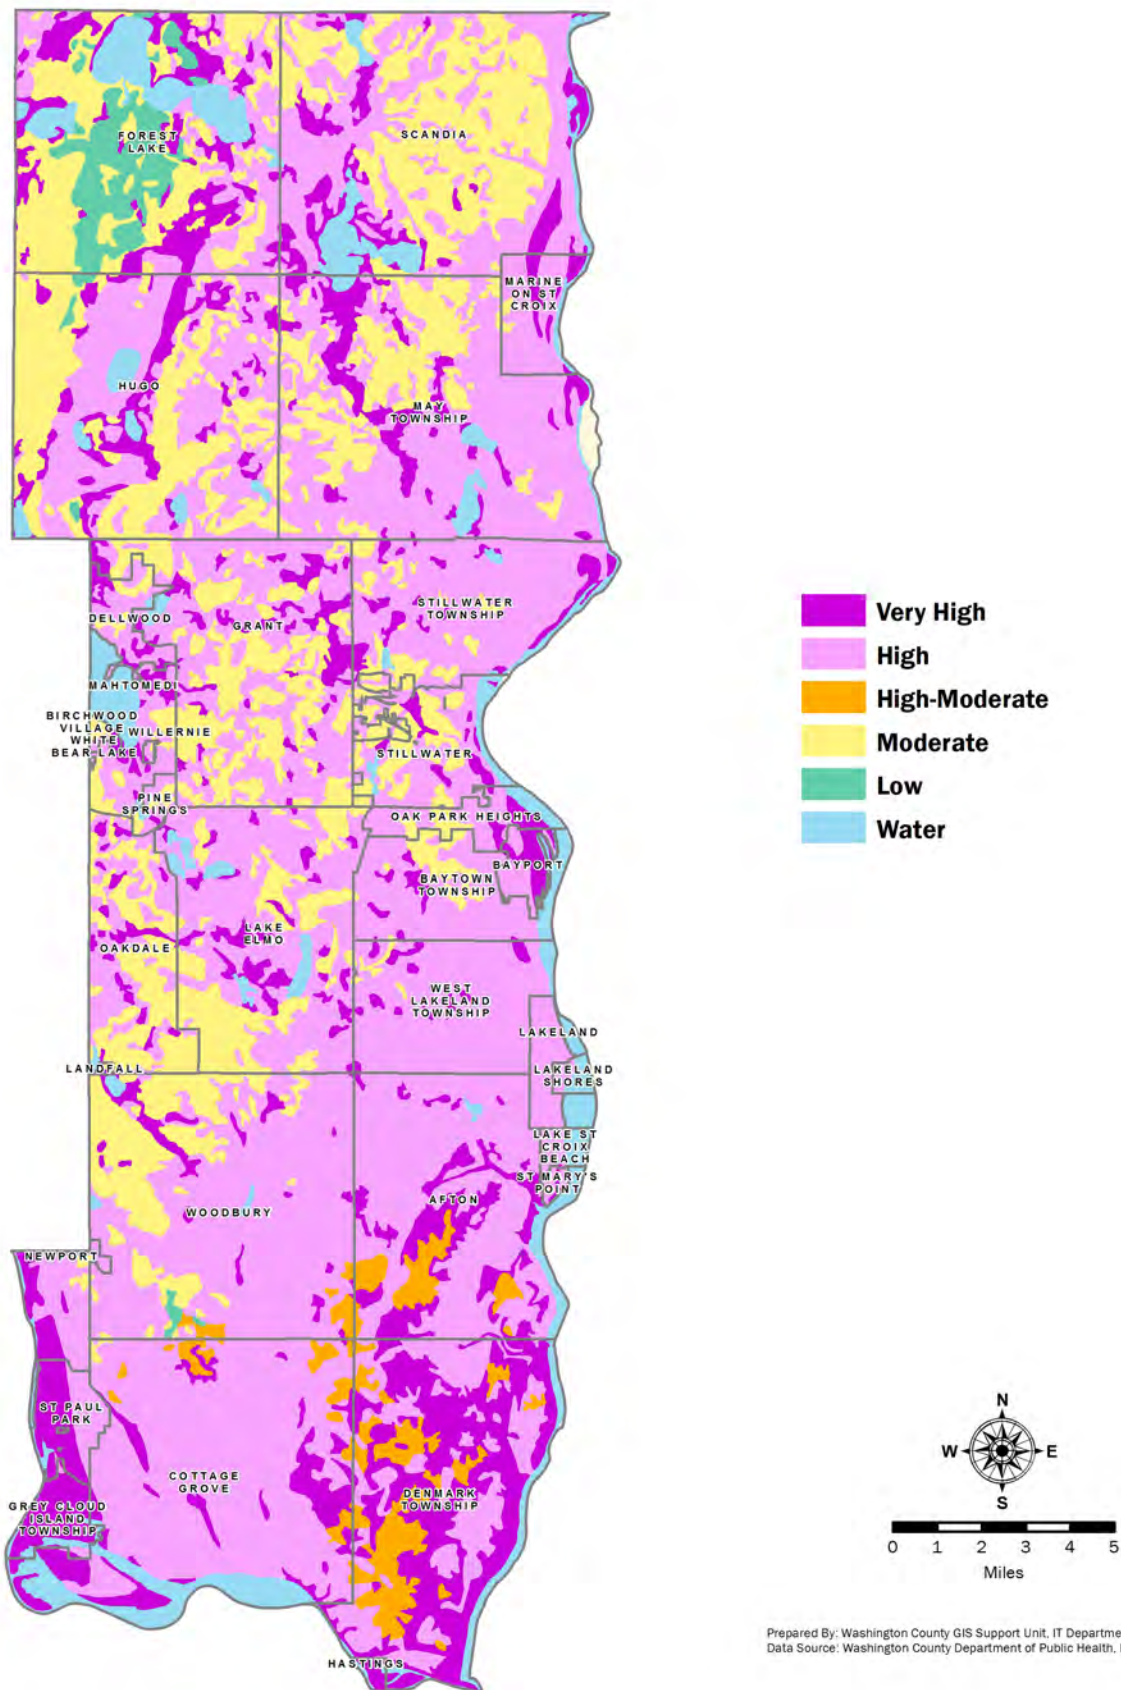 FOREST
LAKE
SCANDIA
MARINE
ON ST
CROIX
HUGO
MAY
TOWNSHIP
STILLWATER
TOWNSHIP
DELLWOOD
GRANT
MAHTOMEDI
BIRCHWOOD
VILLAGE
WHITE
BEAR LAKE
WILLERNIE
STILLWATER
PINE
SPRINGS
OAK PARK HEIGHTS
BAYPORT
BAYTOWN
TOWNSHIP
LAKE
ELMO
OAKDALE
WEST
LAKELAND
TOWNSHIP
LAKELAND
LANDFALL
LAKELAND
SHORES
LAKE ST
CROIX
BEACH
ST MARY'S
POINT
AFTON
WOODBURY
NEWPORT
ST PAUL
PARK
COTTAGE
GROVE
DENMARK
TOWNSHIP
GREY CLOUD
ISLAND
TOWNSHIP
HASTINGS
Very High
High
High-Moderate
Moderate
Low
Water
N
W
E
S
0 1 2 3 4 5
Miles
Prepared By: Washington County GIS Support Unit, IT Departme
Data Source: Washington County Department of Public Health,